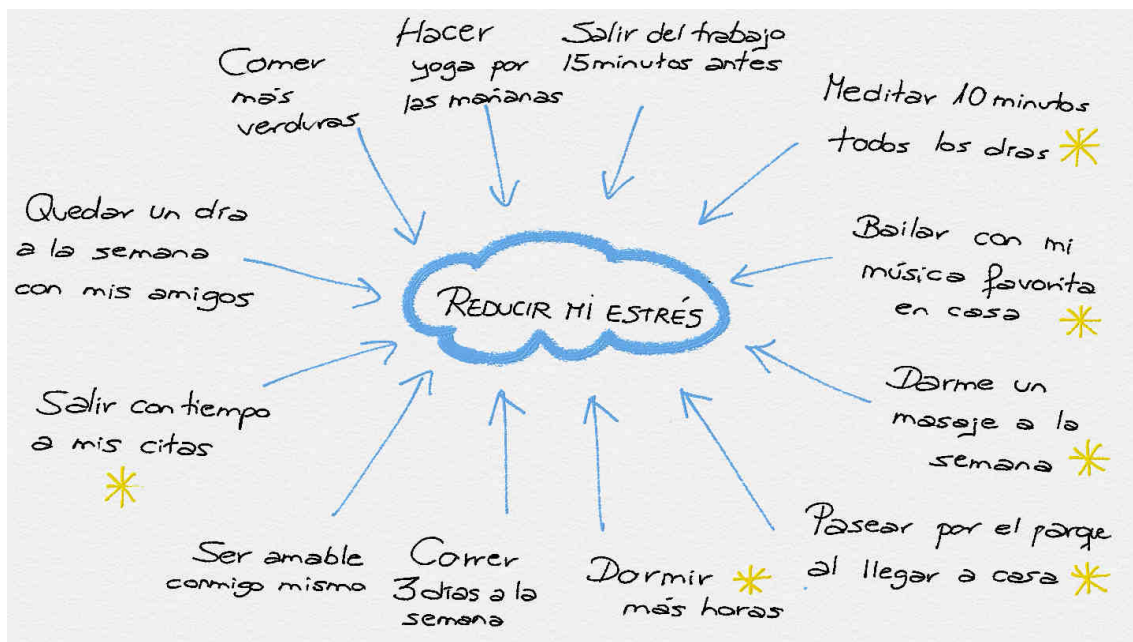 Comer
más
verduras
Hacer
yoga por
las mañanas
Salir del trabajo
15 minutos antes
Meditar 10 minutos
todos los días
Quedar un día
a la semana
con mis amigos
REDUCIR MI ESTRÉS
Bailar con mi
música favorita
en casa
Salir con tiempo
a mis citas
Darme un
masaje a la
semana
Ser amable
conmigo mismo
Correr
3 días a la
semana
Dormir
más horas
Pasear por el parque
al llegar a casa